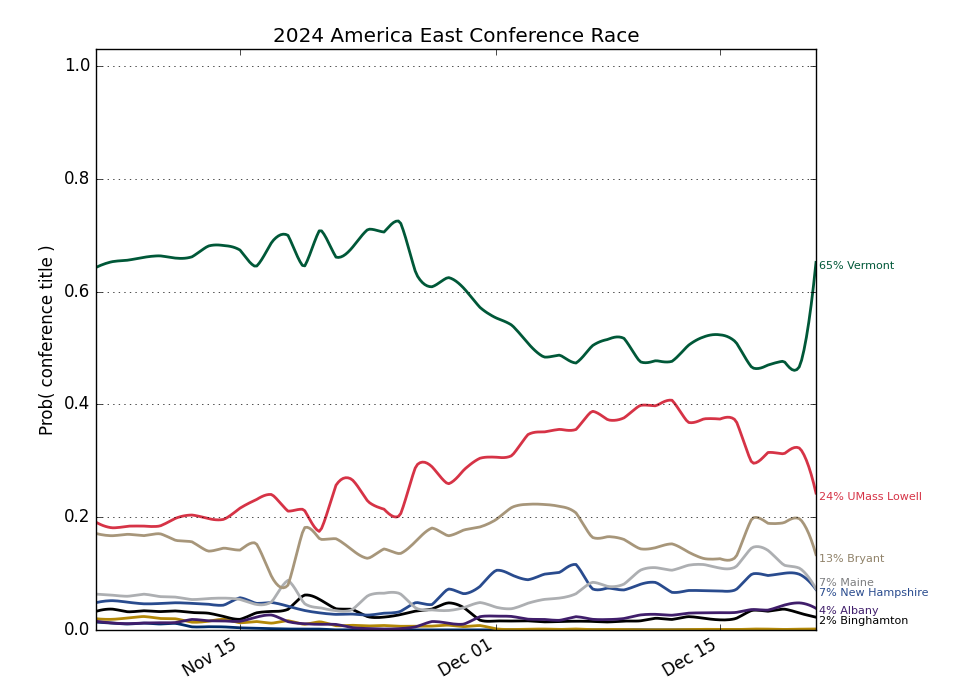 2024 America East Conference Race
Prob( conference title )
1.0
0.8
0.6
0.4
0.2
0.0
Nov 15
Dec 01
Dec 15
65% Vermont
24% UMass Lowell
13% Bryant
7% Maine
7% New Hampshire
4% Albany
2% Binghamton